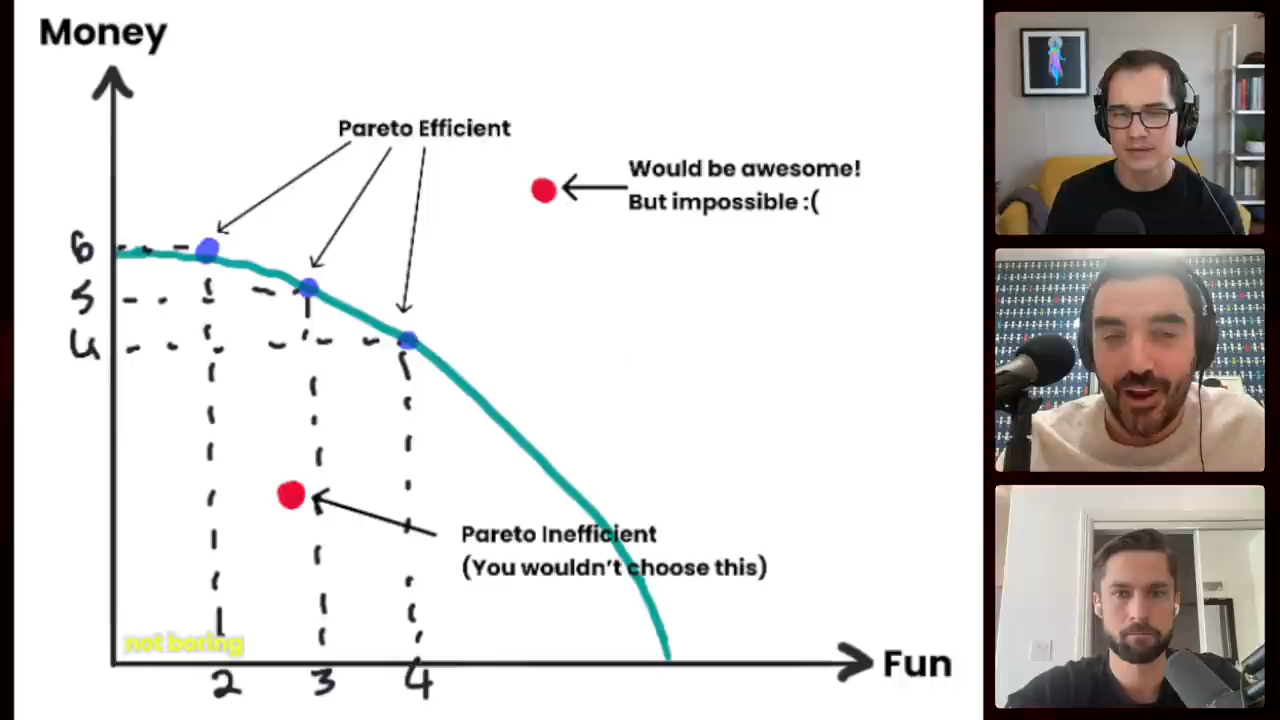 Money
Pareto Efficient
Would be awesome!
But impossible :(
6
5
4
Pareto Inefficient
(You wouldn't choose this)
not boring
Fun
2
3
4